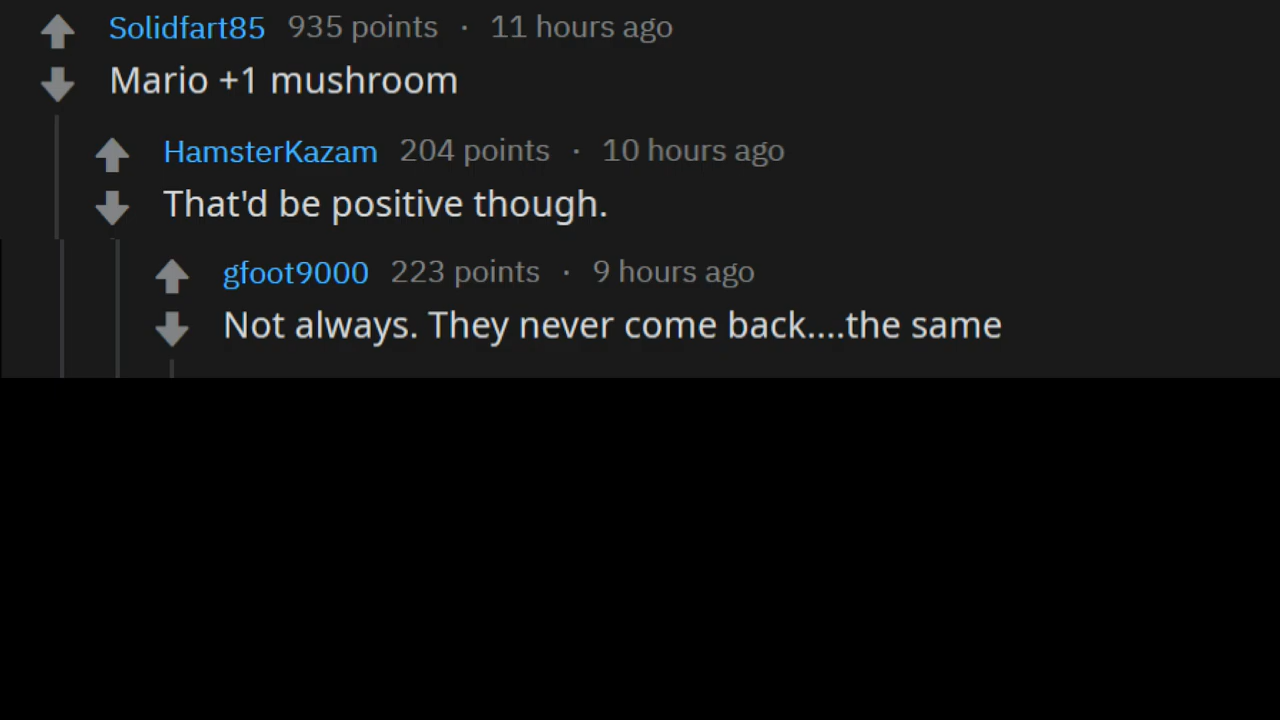 Solidfart85 935 points · 11 hours ago
Mario +1 mushroom
HamsterKazam 204 points · 10 hours ago
That'd be positive though.
gfoot9000 223 points · 9 hours ago
Not always. They never come back....the same